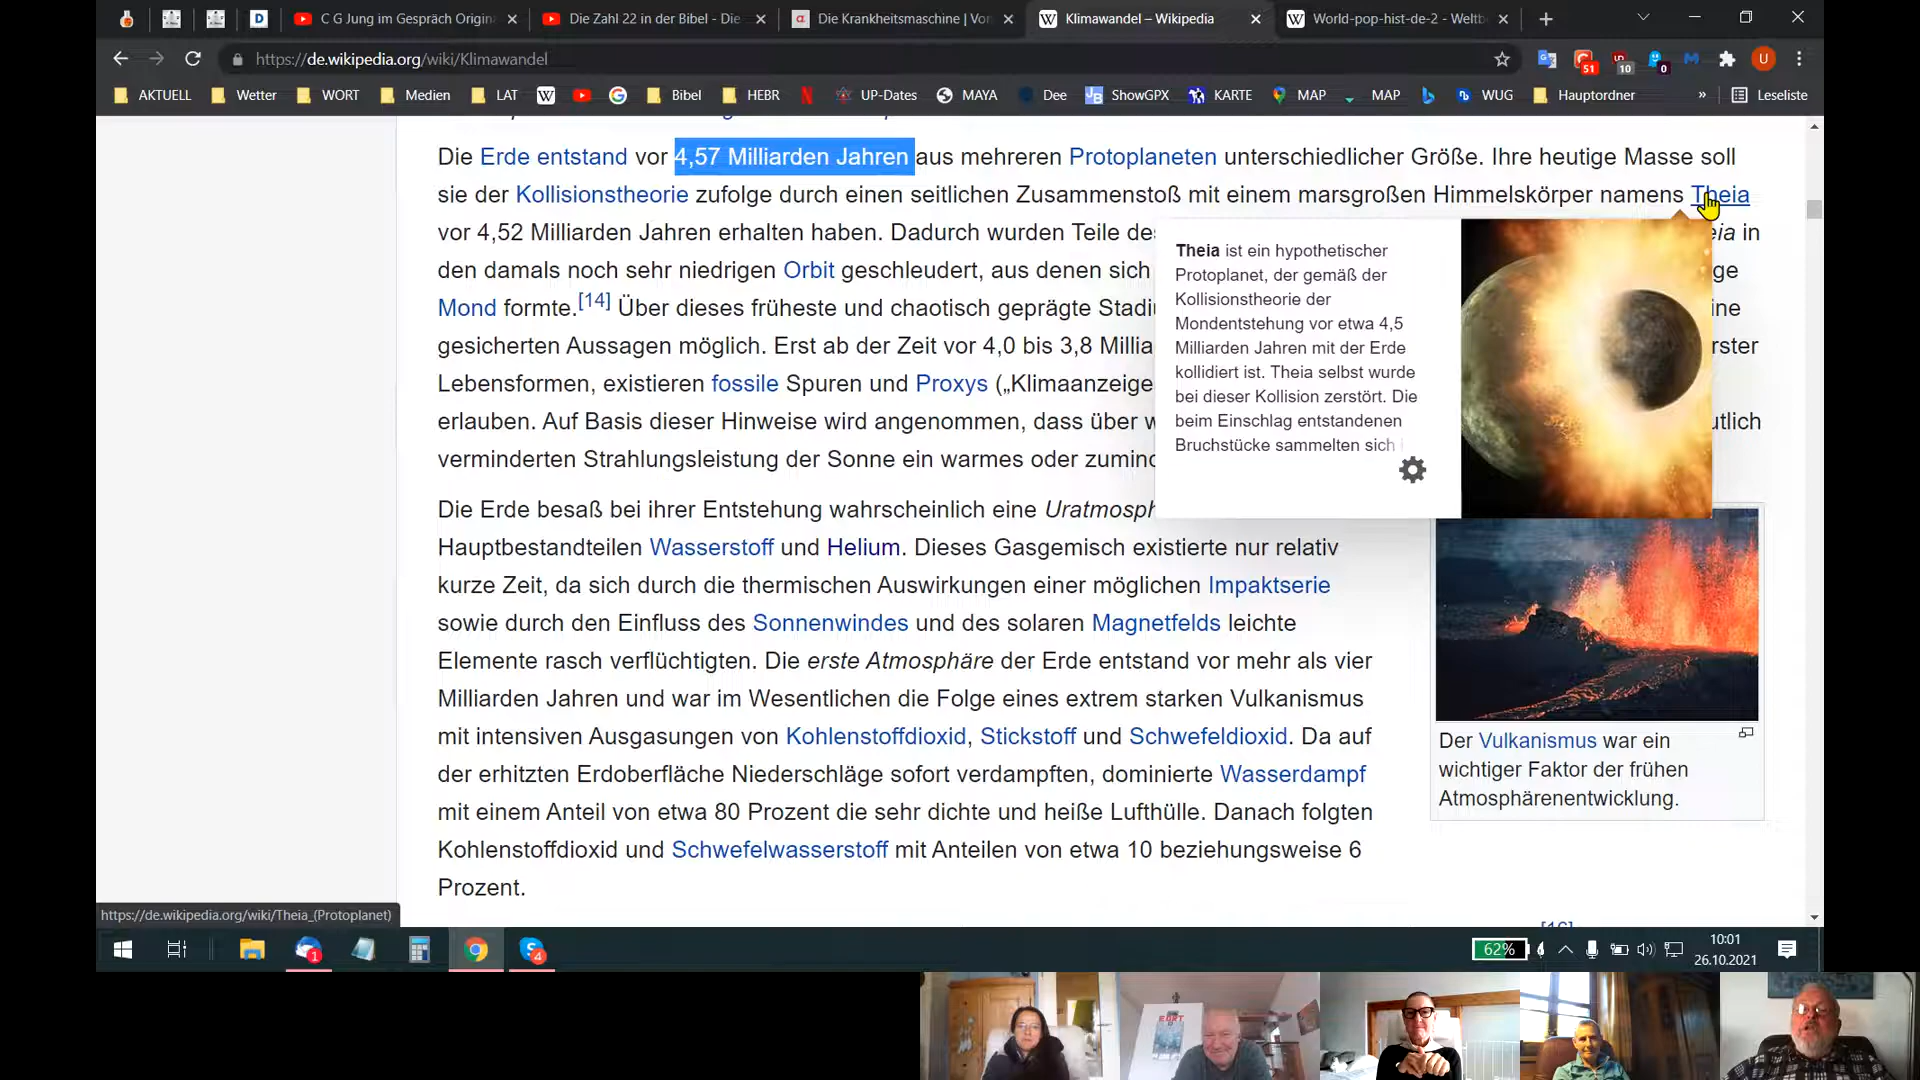 C G Jung im Gespräch Origin
Die Zahl 22 in der Bibel - Die
Die Krankheitsmaschine | Vor
Klimawandel – Wikipedia
World-pop-hist-de-2 - Weltb
https://de.wikipedia.org/wiki/Klimawandel
51
10
0
U
AKTUELL
Wetter
WORT
Medien
LAT
Bibel
HEBR
UP-Dates
MAYA
Dee
ShowGPX
KARTE
MAP
MAP
WUG
Hauptordner
»
Leseliste
Die Erde entstand vor 4,57 Milliarden Jahren aus mehreren Protoplaneten unterschiedlicher Größe. Ihre heutige Masse soll
sie der Kollisionstheorie zufolge durch einen seitlichen Zusammenstoß mit einem marsgroßen Himmelskörper namens Theia
vor 4,52 Milliarden Jahren erhalten haben. Dadurch wurden Teile des eia in
den damals noch sehr niedrigen Orbit geschleudert, aus denen sich ge
Mond formte.[14] Über dieses früheste und chaotisch geprägte Stadi ine
gesicherten Aussagen möglich. Erst ab der Zeit vor 4,0 bis 3,8 Millia rster
Lebensformen, existieren fossile Spuren und Proxys („Klimaanzeige
erlauben. Auf Basis dieser Hinweise wird angenommen, dass über w utlich
verminderten Strahlungsleistung der Sonne ein warmes oder zumind
Theia ist ein hypothetischer
Protoplanet, der gemäß der
Kollisionstheorie der
Mondentstehung vor etwa 4,5
Milliarden Jahren mit der Erde
kollidiert ist. Theia selbst wurde
bei dieser Kollision zerstört. Die
beim Einschlag entstandenen
Bruchstücke sammelten sich
Die Erde besaß bei ihrer Entstehung wahrscheinlich eine Uratmosph
Hauptbestandteilen Wasserstoff und Helium. Dieses Gasgemisch existierte nur relativ
kurze Zeit, da sich durch die thermischen Auswirkungen einer möglichen Impaktserie
sowie durch den Einfluss des Sonnenwindes und des solaren Magnetfelds leichte
Elemente rasch verflüchtigten. Die erste Atmosphäre der Erde entstand vor mehr als vier
Milliarden Jahren und war im Wesentlichen die Folge eines extrem starken Vulkanismus
mit intensiven Ausgasungen von Kohlenstoffdioxid, Stickstoff und Schwefeldioxid. Da auf
der erhitzten Erdoberfläche Niederschläge sofort verdampften, dominierte Wasserdampf
mit einem Anteil von etwa 80 Prozent die sehr dichte und heiße Lufthülle. Danach folgten
Kohlenstoffdioxid und Schwefelwasserstoff mit Anteilen von etwa 10 beziehungsweise 6
Prozent.
Der Vulkanismus war ein
wichtiger Faktor der frühen
Atmosphärenentwicklung.
https://de.wikipedia.org/wiki/Theia_(Protoplanet)
1
4
62%
10:01
26.10.2021